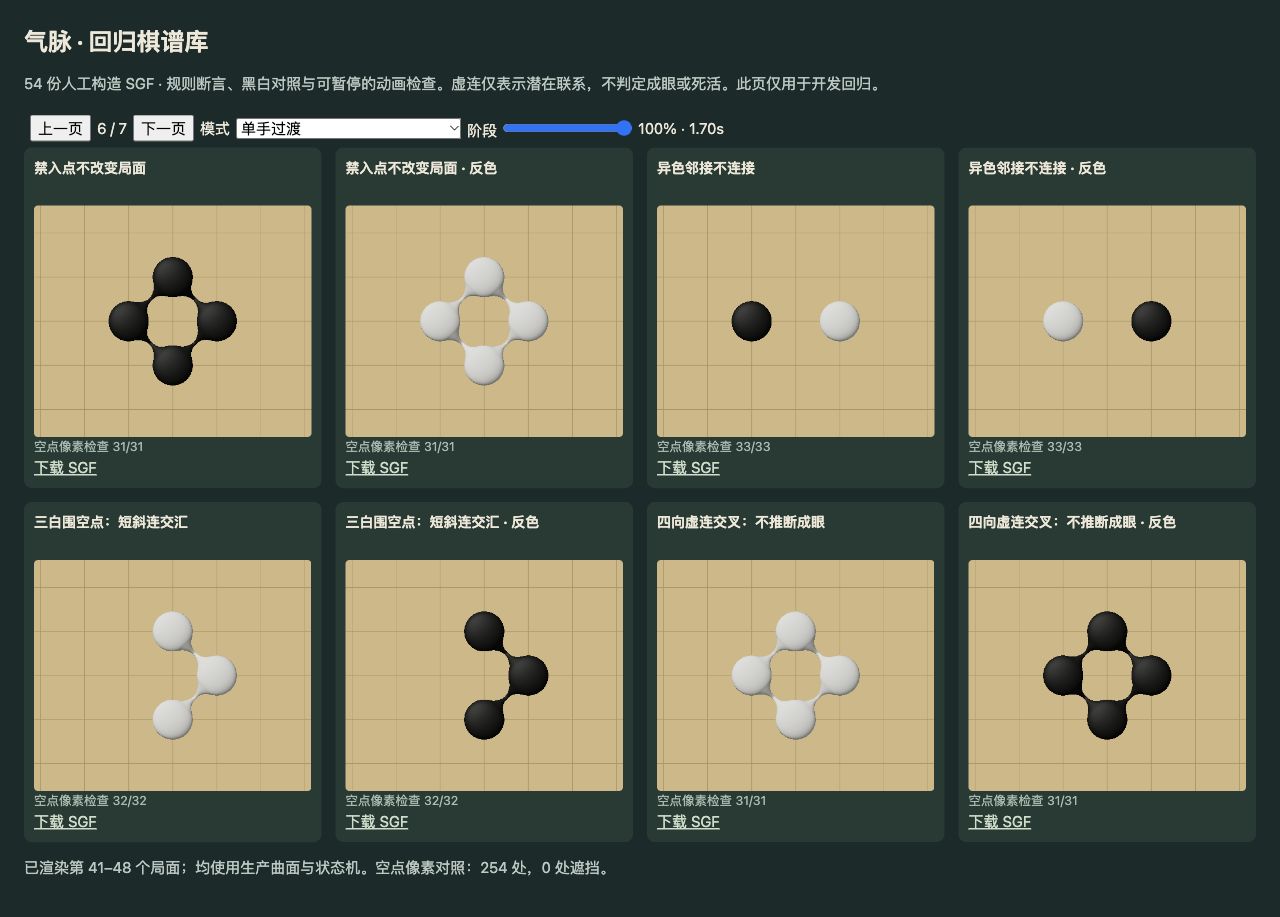 气脉 · 回归棋谱库
54 份人工构造 SGF · 规则断言、黑白对照与可暂停的动画检查。虚连仅表示潜在联系，不判定成眼或死活。此页仅用于开发回归。
上一页 6 / 7 下一页 模式 单手过渡 阶段 100% · 1.70s
禁入点不改变局面
空点像素检查 31/31
下载 SGF
禁入点不改变局面 · 反色
空点像素检查 31/31
下载 SGF
异色邻接不连接
空点像素检查 33/33
下载 SGF
异色邻接不连接 · 反色
空点像素检查 33/33
下载 SGF
三白围空点：短斜连交汇
空点像素检查 32/32
下载 SGF
三白围空点：短斜连交汇 · 反色
空点像素检查 32/32
下载 SGF
四向虚连交叉：不推断成眼
空点像素检查 31/31
下载 SGF
四向虚连交叉：不推断成眼 · 反色
空点像素检查 31/31
下载 SGF
已渲染第 41–48 个局面；均使用生产曲面与状态机。空点像素对照：254 处，0 处遮挡。